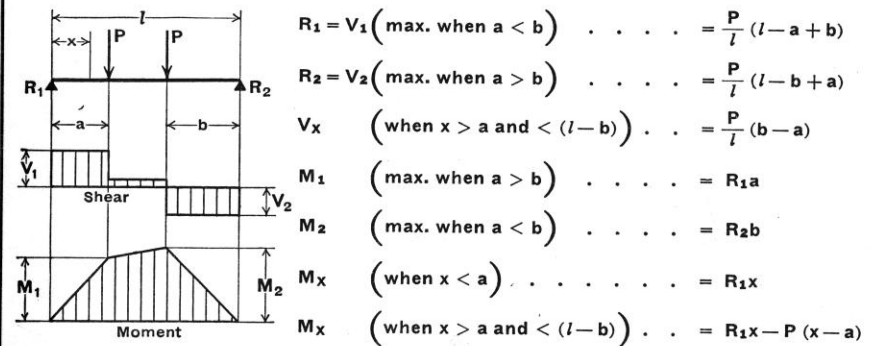 l
x
P
P
R₁
R₂
a
b
V₁
Shear
V₂
M₁
M₂
Moment
R₁ = V₁ (max. when a < b) . . . . = P/l (l — a + b)
R₂ = V₂ (max. when a > b) . . . . = P/l (l — b + a)
Vx (when x > a and < (l — b)) . . = P/l (b — a)
M₁ (max. when a > b) . . . . = R₁a
M₂ (max. when a < b) . . . . = R₂b
Mx (when x < a) . . . . . . = R₁x
Mx (when x > a and < (l — b)) . . = R₁x — P (x — a)